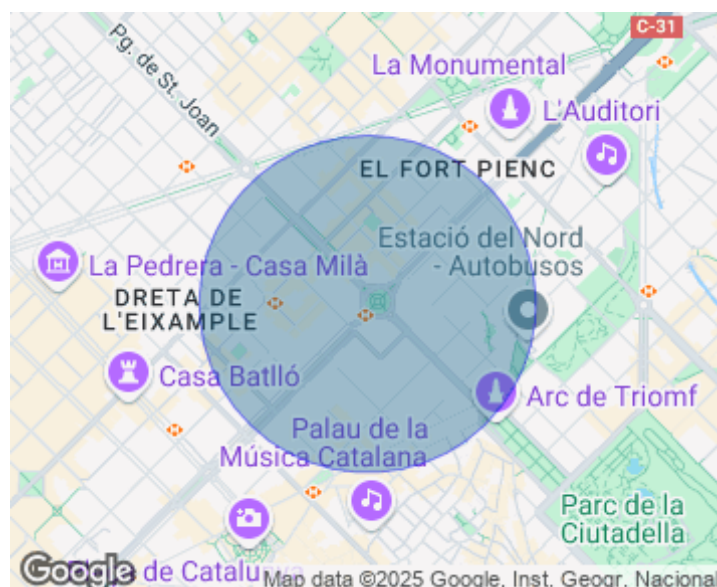 C-31
Pg. de St. Joan
La Monumental
L'Auditori
EL FORT PIENC
Estació del Nord
- Autobusos
La Pedrera - Casa Milà
DRETA DE
L'EIXAMPLE
Casa Batlló
Arc de Triomf
Palau de la
Música Catalana
Parc de la
Ciutadella
Google
de Catalunya
Map data ©2025 Google, Inst. Geogr. Nacional